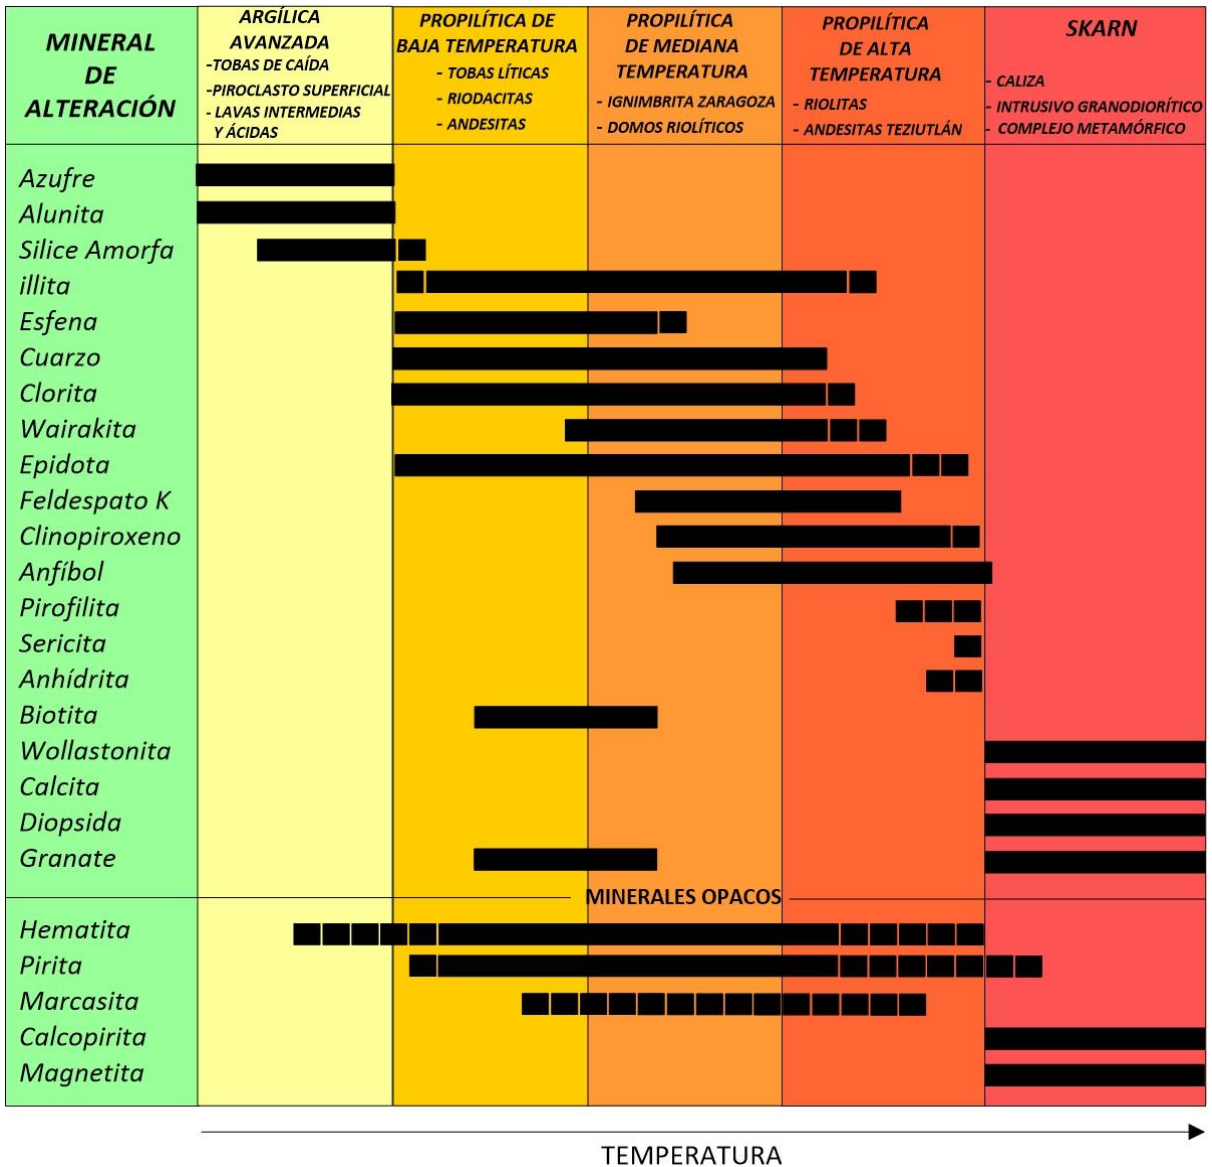 MINERAL
DE
ALTERACIÓN
ARGÍLICA
AVANZADA
-TOBAS DE CAÍDA
-PIROCLASTO SUPERFICIAL
- LAVAS INTERMEDIAS
Y ÁCIDAS
PROPILÍTICA DE
BAJA TEMPERATURA
- TOBAS LÍTICAS
- RIODACITAS
- ANDESITAS
PROPILÍTICA
DE MEDIANA
TEMPERATURA
- IGNIMBRITA ZARAGOZA
- DOMOS RIOLÍTICOS
PROPILÍTICA
DE ALTA
TEMPERATURA
- RIOLITAS
- ANDESITAS TEZIUTLÁN
SKARN
- CALIZA
- INTRUSIVO GRANODIORÍTICO
- COMPLEJO METAMÓRFICO
Azufre
Alunita
Silice Amorfa
illita
Esfena
Cuarzo
Clorita
Wairakita
Epidota
Feldespato K
Clinopiroxeno
Anfíbol
Pirofilita
Sericita
Anhídrita
Biotita
Wollastonita
Calcita
Diopsida
Granate
MINERALES OPACOS
Hematita
Pirita
Marcasita
Calcopirita
Magnetita
TEMPERATURA